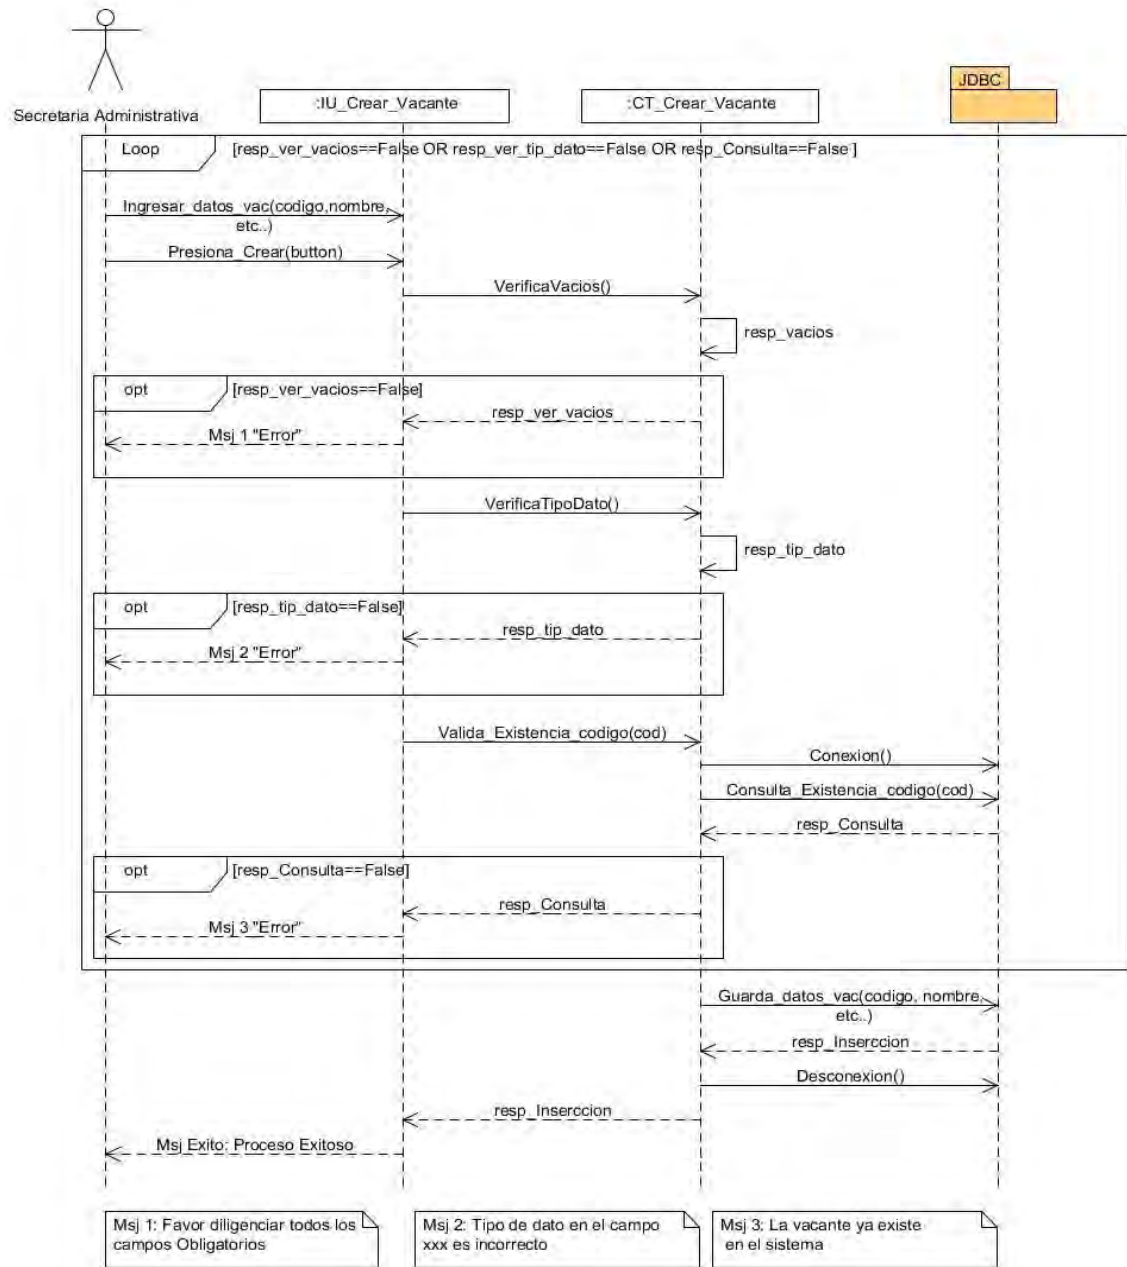 JDBC
:IU_Crear_Vacante
:CT_Crear_Vacante
Secretaria Administrativa
Loop
[resp_ver_vacios==False OR resp_ver_tip_dato==False OR resp_Consulta==False ]
Ingresar_datos_vac(codigo,nombre,
etc..)
Presiona_Crear(button)
VerificaVacios()
resp_vacios
opt
[resp_ver_vacios==False]
resp_ver_vacios
Msj 1 "Error"
VerificaTipoDato()
resp_tip_dato
opt
[resp_tip_dato==False]
resp_tip_dato
Msj 2 "Error"
Valida_Existencia_codigo(cod)
Conexion()
Consulta_Existencia_codigo(cod)
resp_Consulta
opt
[resp_Consulta==False]
resp_Consulta
Msj 3 "Error"
Guarda_datos_vac(codigo, nombre,
etc..)
resp_Inserccion
Desconexion()
resp_Inserccion
Msj Exito: Proceso Exitoso
Msj 1: Favor diligenciar todos los
campos Obligatorios
Msj 2: Tipo de dato en el campo
xxx es incorrecto
Msj 3: La vacante ya existe
en el sistema